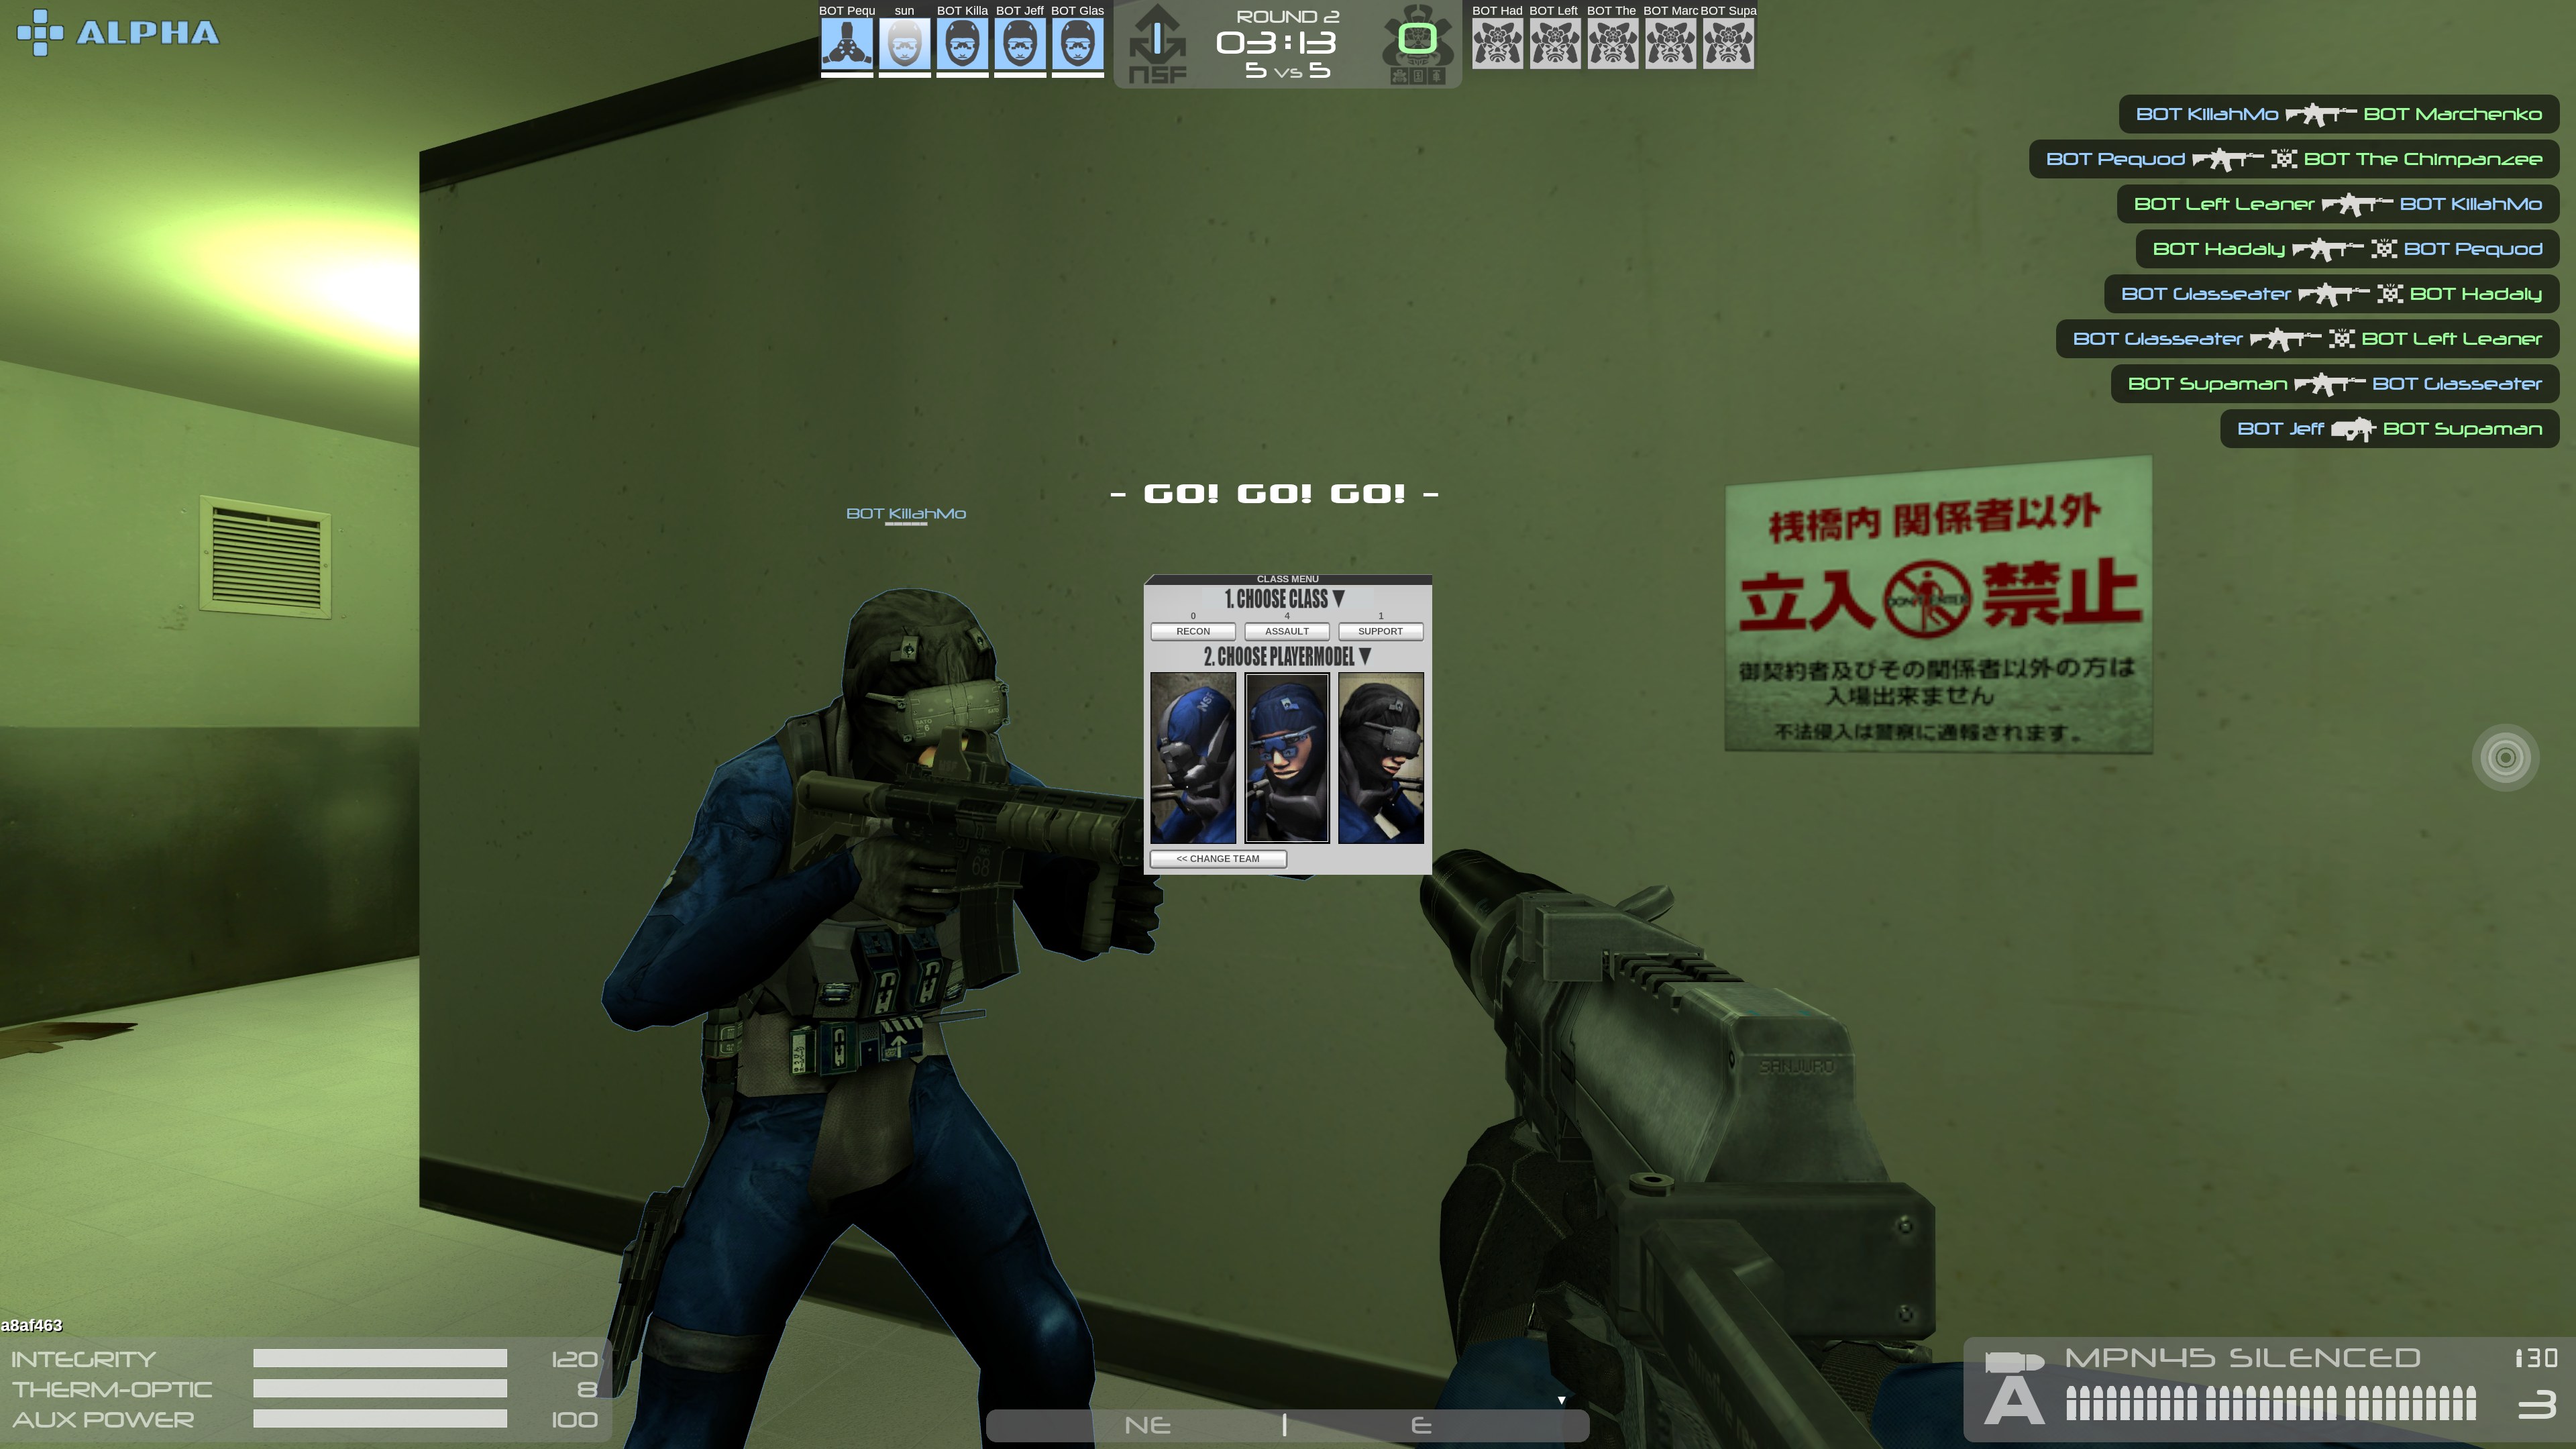 ALPHA
BOT Pequ
sun
BOT Killa
BOT Jeff
BOT Glas
NSF
ROUND 2
03:13
5 vs 5
0
BOT Had
BOT Left
BOT The
BOT Marc
BOT Supa
BOT KillahMo BOT Marchenko
BOT Pequod BOT The Chimpanzee
BOT Left Leaner BOT KillahMo
BOT Hadaly BOT Pequod
BOT Glasseater BOT Hadaly
BOT Glasseater BOT Left Leaner
BOT Supaman BOT Glasseater
BOT Jeff BOT Supaman
- GO! GO! GO! -
BOT KillahMo
CLASS MENU
1. CHOOSE CLASS ▼
0 4 1
RECON ASSAULT SUPPORT
2. CHOOSE PLAYERMODEL ▼
<< CHANGE TEAM
桟橋内 関係者以外
立入禁止
DON'T ENTER
御契約者及びその関係者以外の方は
入場出来ません
不法侵入は警察に通報されます。
68
SANJURO
a8af463
INTEGRITY 120
THERM-OPTIC 8
AUX POWER 100
NE | E
MPN45 SILENCED 130
A 3